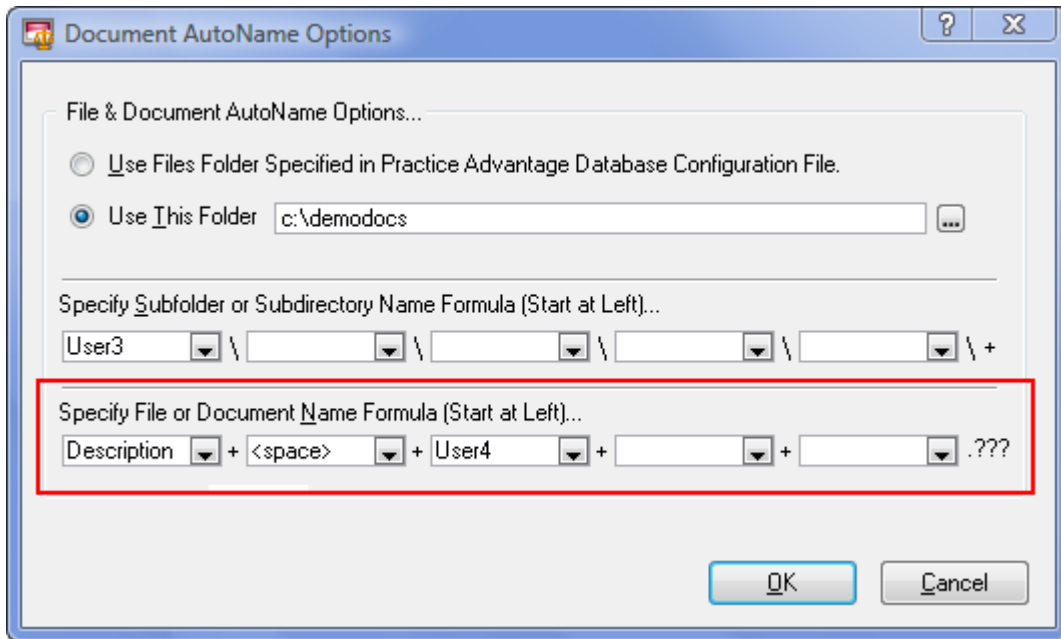 Document AutoName Options
File & Document AutoName Options...
Use Files Folder Specified in Practice Advantage Database Configuration File.
Use This Folder c:\demodocs ...
Specify Subfolder or Subdirectory Name Formula (Start at Left)...
User3 \ \ \ \ \ +
Specify File or Document Name Formula (Start at Left)...
Description + <space> + User4 + + .???
OK Cancel